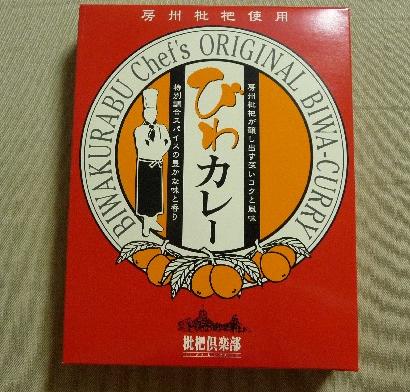 房州枇杷使用
BIWAKURABU Chef's ORIGINAL BIWA-CURRY
びわカレー
房州枇杷が醸し出す深いコクと風味
特別調合スパイスの豊かな味と香り
枇杷倶楽部